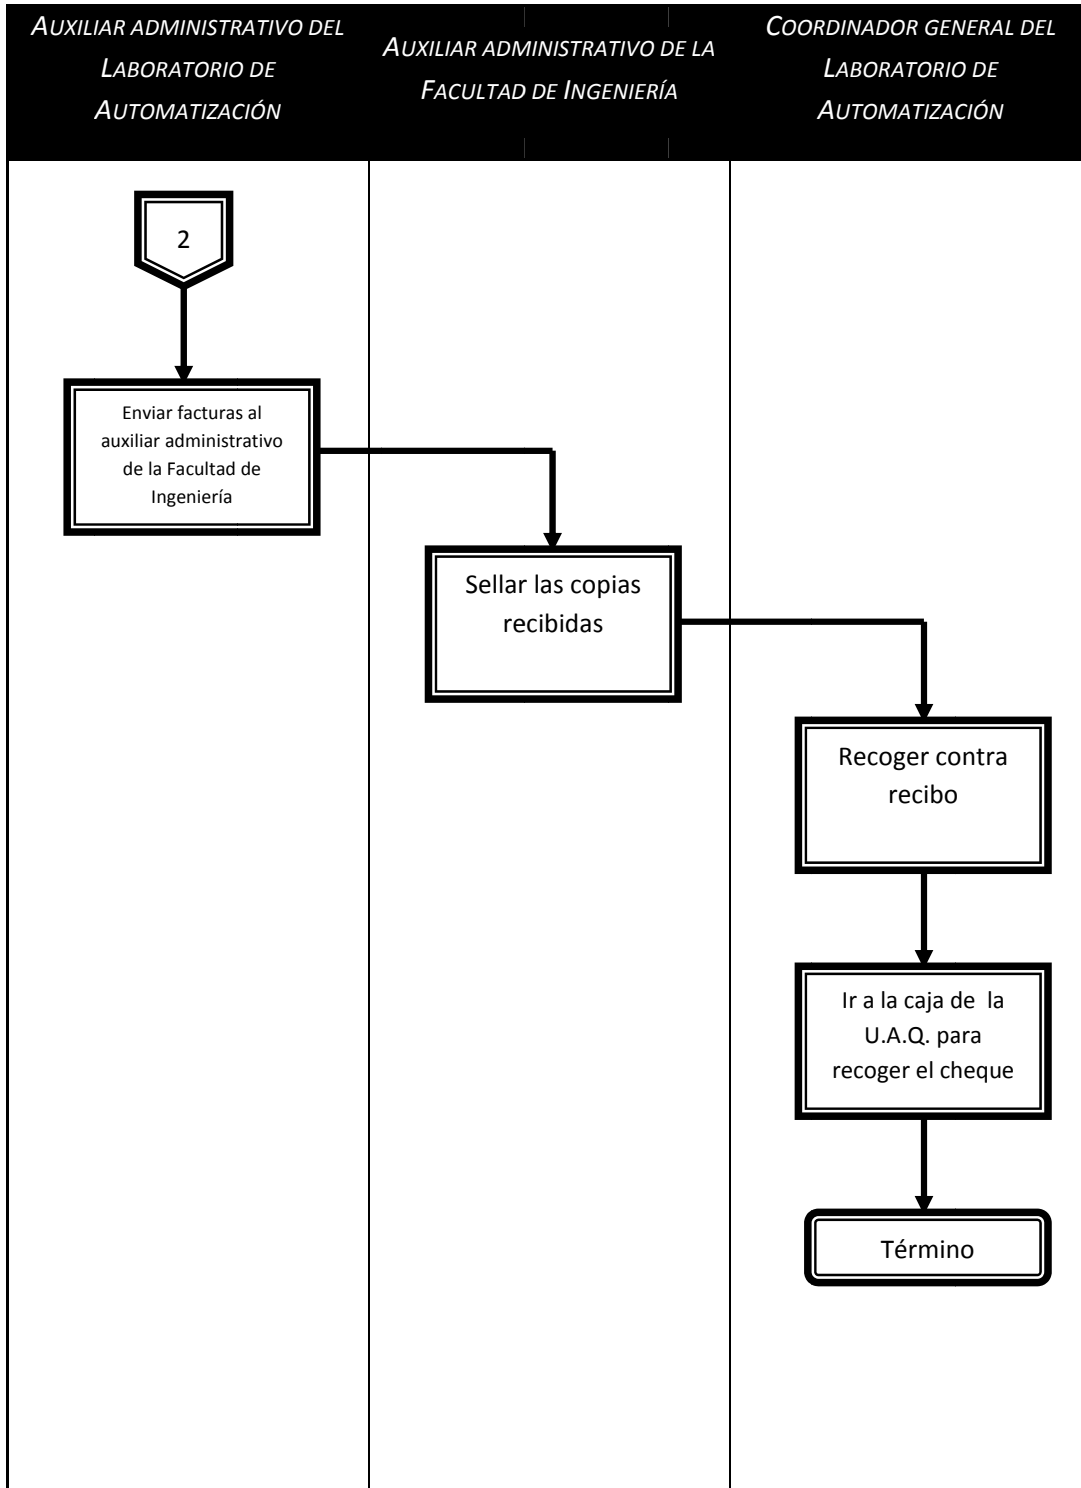 AUXILIAR ADMINISTRATIVO DEL
LABORATORIO DE
AUTOMATIZACIÓN
AUXILIAR ADMINISTRATIVO DE LA
FACULTAD DE INGENIERÍA
COORDINADOR GENERAL DEL
LABORATORIO DE
AUTOMATIZACIÓN
2
Enviar facturas al
auxiliar administrativo
de la Facultad de
Ingeniería
Sellar las copias
recibidas
Recoger contra
recibo
Ir a la caja de la
U.A.Q. para
recoger el cheque
Término